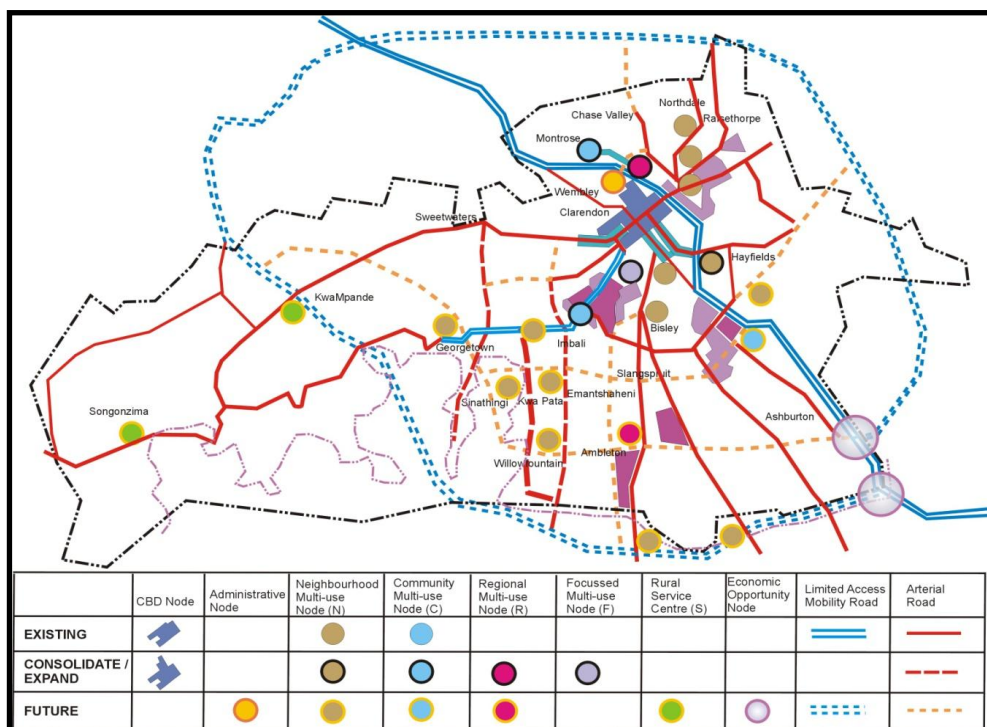 Northdale
Raisethorpe
Chase Valley
Montrose
Wembley
Clarendon
Sweetwaters
Hayfields
KwaMpande
Bisley
Imbali
Georgetown
Slangspruit
Sinathingi
Kwa Pata
Emantshaheni
Songonzima
Ashburton
Ambleton
Willowfountain
CBD Node
Administrative
Node
Neighbourhood
Multi-use
Node (N)
Community
Multi-use
Node (C)
Regional
Multi-use
Node (R)
Focussed
Multi-use
Node (F)
Rural
Service
Centre (S)
Economic
Opportunity
Node
Limited Access
Mobility Road
Arterial
Road
EXISTING
CONSOLIDATE /
EXPAND
FUTURE